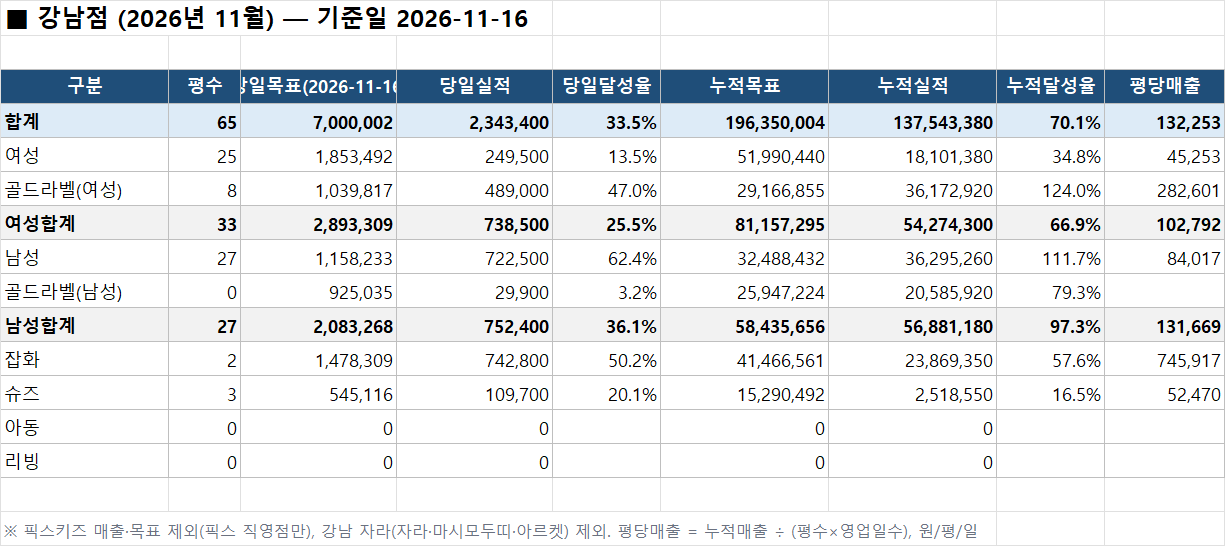 ■ 강남점 (2026년 11월) — 기준일 2026-11-16
구분 평수 당일목표(2026-11-16 당일실적 당일달성율 누적목표 누적실적 누적달성율 평당매출
합계 65 7,000,002 2,343,400 33.5% 196,350,004 137,543,380 70.1% 132,253
여성 25 1,853,492 249,500 13.5% 51,990,440 18,101,380 34.8% 45,253
골드라벨(여성) 8 1,039,817 489,000 47.0% 29,166,855 36,172,920 124.0% 282,601
여성합계 33 2,893,309 738,500 25.5% 81,157,295 54,274,300 66.9% 102,792
남성 27 1,158,233 722,500 62.4% 32,488,432 36,295,260 111.7% 84,017
골드라벨(남성) 0 925,035 29,900 3.2% 25,947,224 20,585,920 79.3%
남성합계 27 2,083,268 752,400 36.1% 58,435,656 56,881,180 97.3% 131,669
잡화 2 1,478,309 742,800 50.2% 41,466,561 23,869,350 57.6% 745,917
슈즈 3 545,116 109,700 20.1% 15,290,492 2,518,550 16.5% 52,470
아동 0 0 0 0 0
리빙 0 0 0 0 0
※ 픽스키즈 매출·목표 제외(픽스 직영점만), 강남 자라(자라·마시모두띠·아르켓) 제외. 평당매출 = 누적매출 ÷ (평수×영업일수), 원/평/일